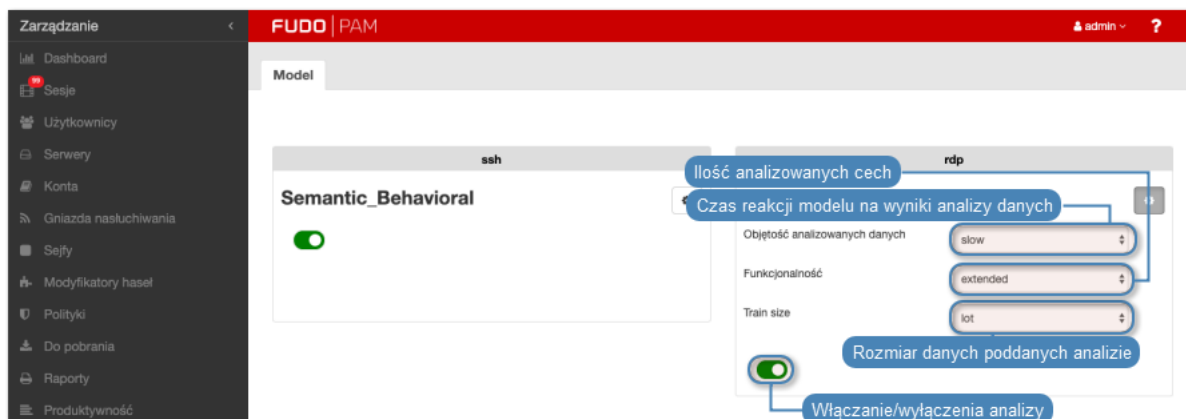 Zarządzanie
FUDO PAM
admin
?
Dashboard
Model
99
Sesje
Użytkownicy
Serwery
ssh
rdp
Ilość analizowanych cech
Konta
Semantic_Behavioral
Czas reakcji modelu na wyniki analizy danych
Gniazda nasłuchiwania
Objętość analizowanych danych
slow
Sejfy
Funkcjonalność
extended
Modyfikatory haseł
Polityki
Train size
lot
Do pobrania
Rozmiar danych poddanych analizie
Raporty
Produktywność
Włączanie/wyłączenia analizy